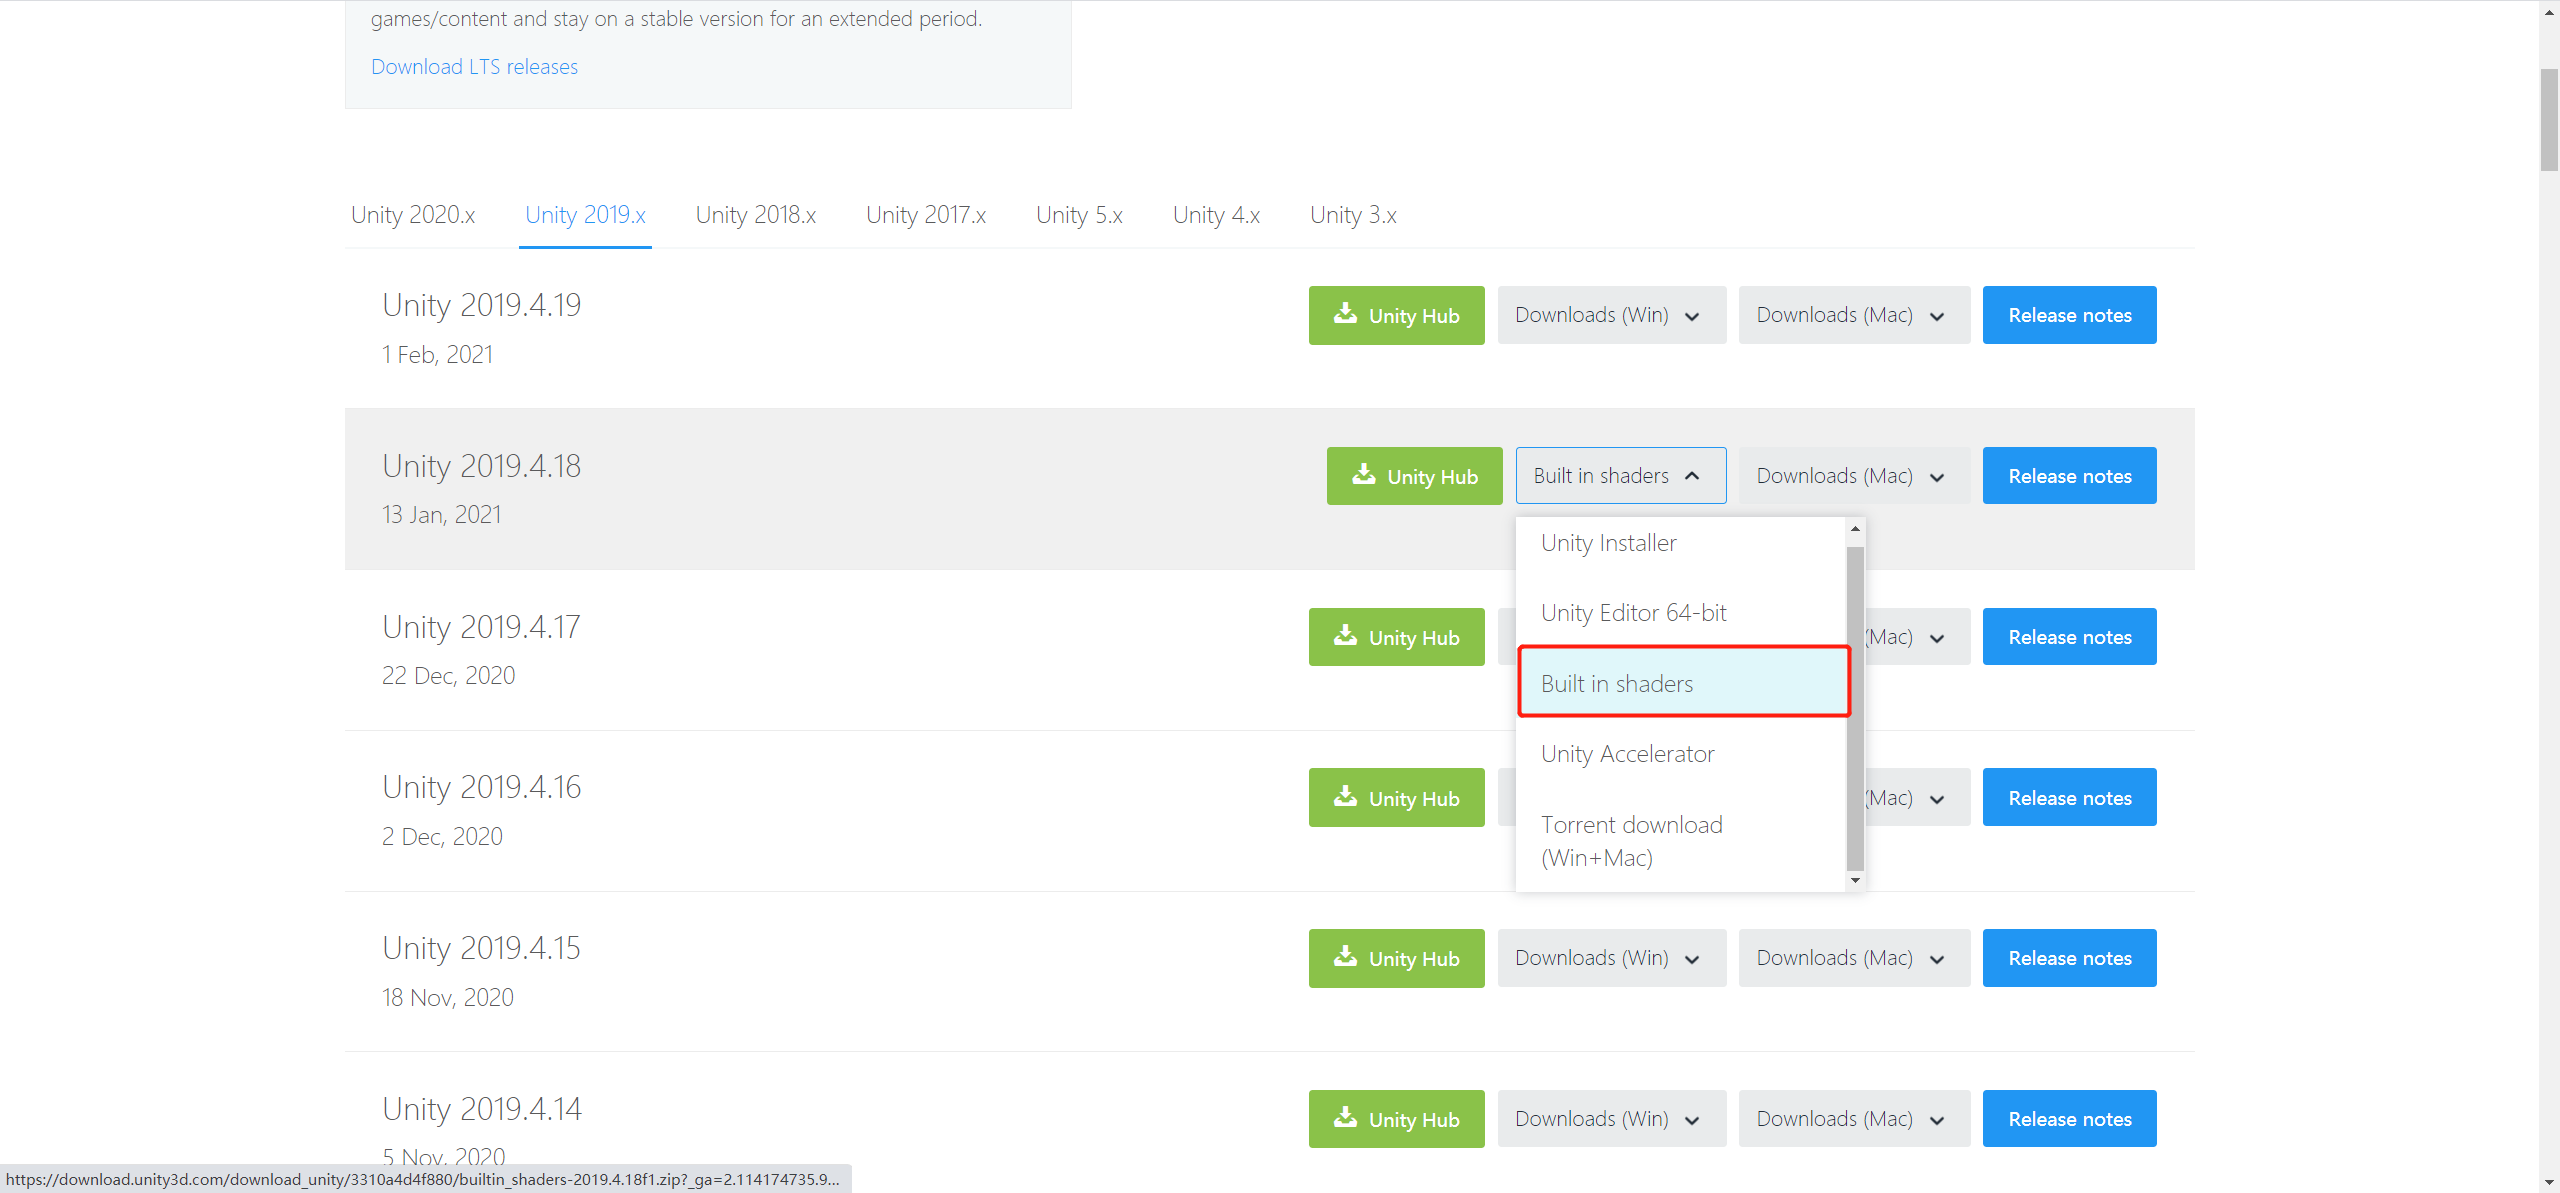 games/content and stay on a stable version for an extended period.
Download LTS releases
Unity 2020.x Unity 2019.x Unity 2018.x Unity 2017.x Unity 5.x Unity 4.x Unity 3.x
Unity 2019.4.19
1 Feb, 2021
Unity Hub Downloads (Win) Downloads (Mac) Release notes
Unity 2019.4.18
13 Jan, 2021
Unity Hub Built in shaders Downloads (Mac) Release notes
Unity Installer
Unity Editor 64-bit
Built in shaders
Unity Accelerator
Torrent download
(Win+Mac)
Unity 2019.4.17
22 Dec, 2020
Unity Hub (Mac) Release notes
Unity 2019.4.16
2 Dec, 2020
Unity Hub (Mac) Release notes
Unity 2019.4.15
18 Nov, 2020
Unity Hub Downloads (Win) Downloads (Mac) Release notes
Unity 2019.4.14
5 Nov, 2020
Unity Hub Downloads (Win) Downloads (Mac) Release notes
https://download.unity3d.com/download_unity/3310a4d4f880/builtin_shaders-2019.4.18f1.zip?_ga=2.114174735.9...